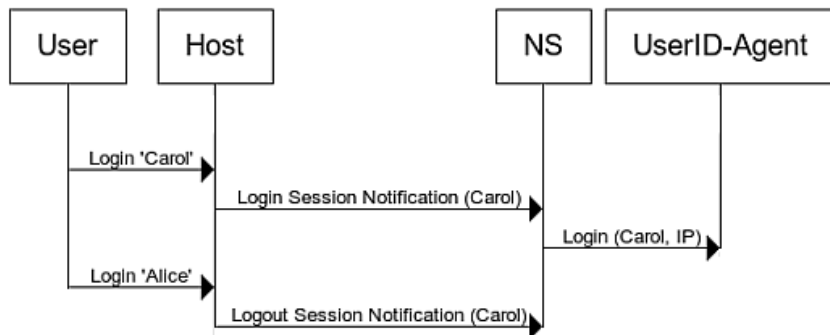 User Host NS UserID-Agent
Login 'Carol'
Login Session Notification (Carol)
Login (Carol, IP)
Login 'Alice'
Logout Session Notification (Carol)